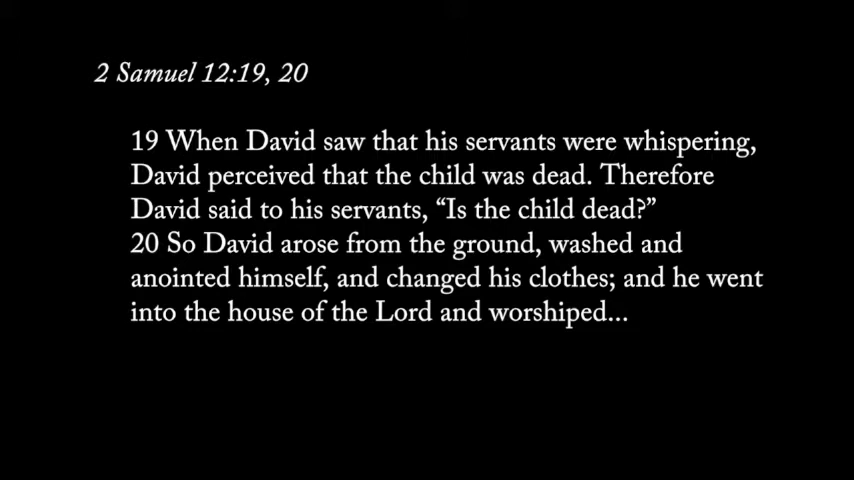 2 Samuel 12:19, 20
19 When David saw that his servants were whispering,
David perceived that the child was dead. Therefore
David said to his servants, “Is the child dead?”
20 So David arose from the ground, washed and
anointed himself, and changed his clothes; and he went
into the house of the Lord and worshiped...